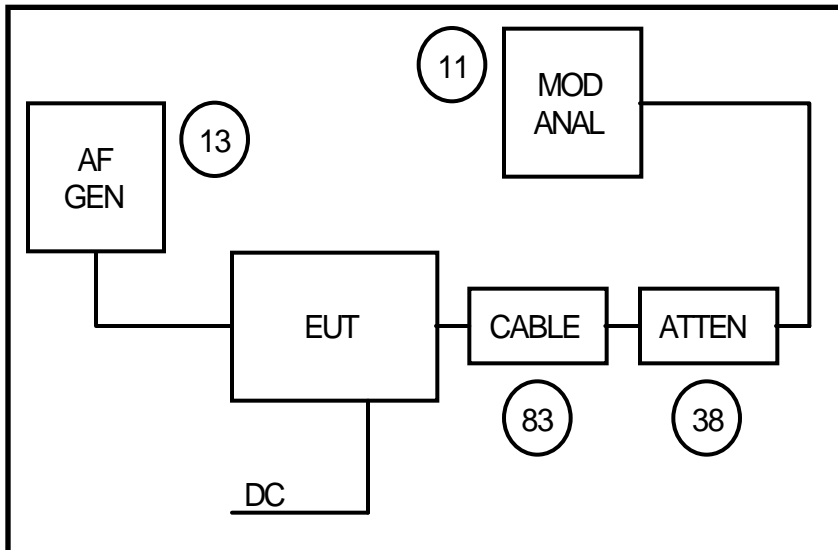 11
MOD
ANAL
13
AF
GEN
EUT
CABLE
ATTEN
83
38
DC